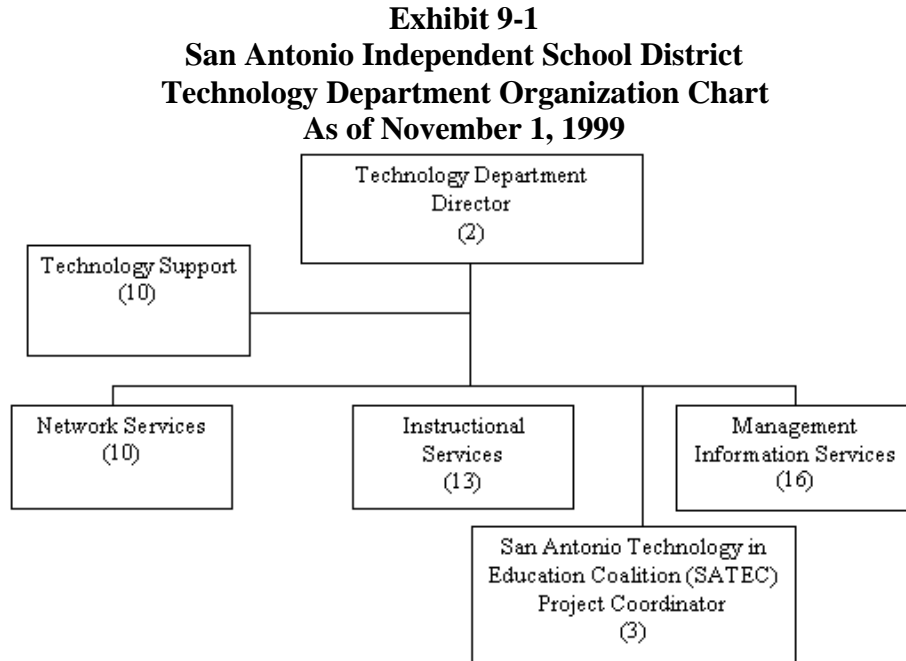 Exhibit 9-1
San Antonio Independent School District
Technology Department Organization Chart
As of November 1, 1999
Technology Department
Director
(2)
Technology Support
(10)
Network Services
(10)
Instructional
Services
(13)
Management
Information Services
(16)
San Antonio Technology in
Education Coalition (SATEC)
Project Coordinator
(3)